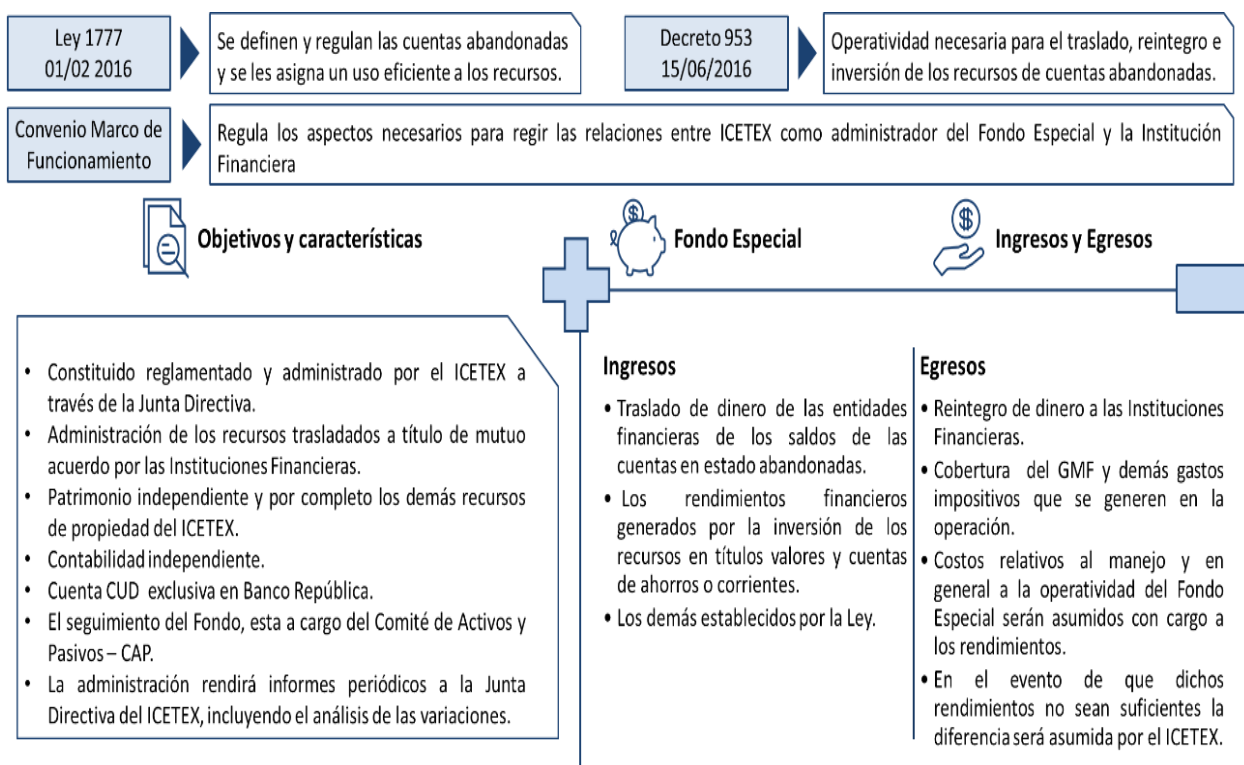 Ley 1777
01/02 2016
Se definen y regulan las cuentas abandonadas
y se les asigna un uso eficiente a los recursos.
Decreto 953
15/06/2016
Operatividad necesaria para el traslado, reintegro e
inversión de los recursos de cuentas abandonadas.
Convenio Marco de
Funcionamiento
Regula los aspectos necesarios para regir las relaciones entre ICETEX como administrador del Fondo Especial y la Institución
Financiera
Objetivos y características
Fondo Especial
Ingresos y Egresos
• Constituido reglamentado y administrado por el ICETEX a
través de la Junta Directiva.
• Administración de los recursos trasladados a título de mutuo
acuerdo por las Instituciones Financieras.
• Patrimonio independiente y por completo los demás recursos
de propiedad del ICETEX.
• Contabilidad independiente.
• Cuenta CUD exclusiva en Banco República.
• El seguimiento del Fondo, esta a cargo del Comité de Activos y
Pasivos – CAP.
• La administración rendirá informes periódicos a la Junta
Directiva del ICETEX, incluyendo el análisis de las variaciones.
Ingresos
• Traslado de dinero de las entidades
financieras de los saldos de las
cuentas en estado abandonadas.
• Los rendimientos financieros
generados por la inversión de los
recursos en títulos valores y cuentas
de ahorros o corrientes.
• Los demás establecidos por la Ley.
Egresos
• Reintegro de dinero a las Instituciones
Financieras.
• Cobertura del GMF y demás gastos
impositivos que se generen en la
operación.
• Costos relativos al manejo y en
general a la operatividad del Fondo
Especial serán asumidos con cargo a
los rendimientos.
• En el evento de que dichos
rendimientos no sean suficientes la
diferencia será asumida por el ICETEX.